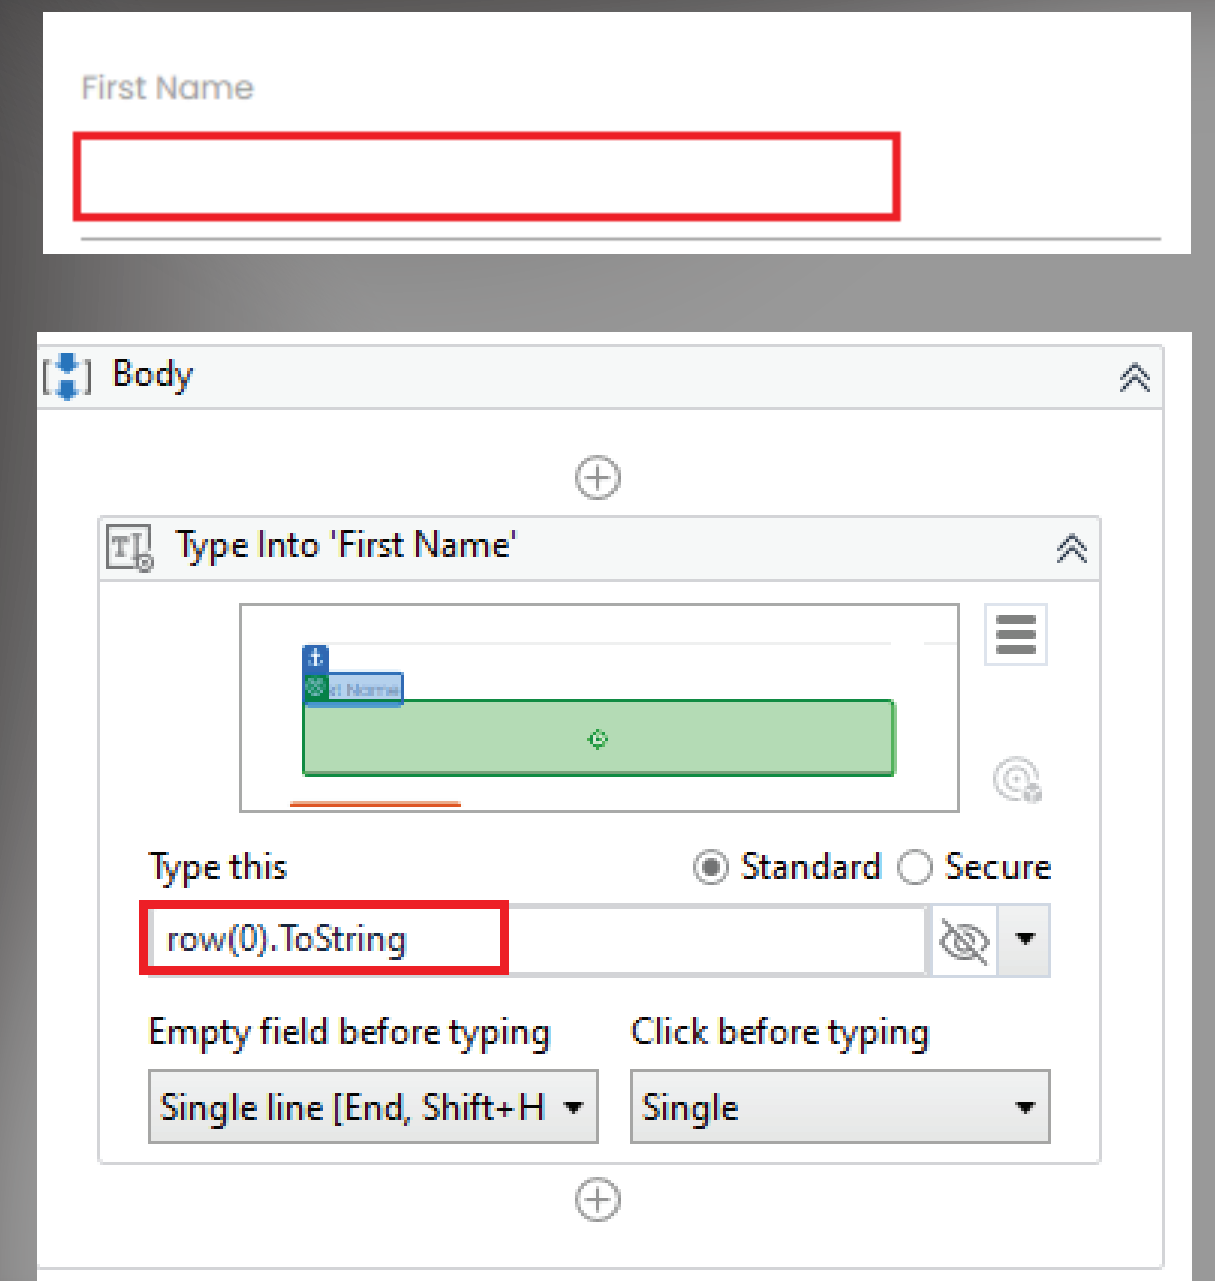 First Name
Body
Type Into 'First Name'
Name
Type this
Standard
Secure
row(0).ToString
Empty field before typing
Click before typing
Single line [End, Shift+H
Single